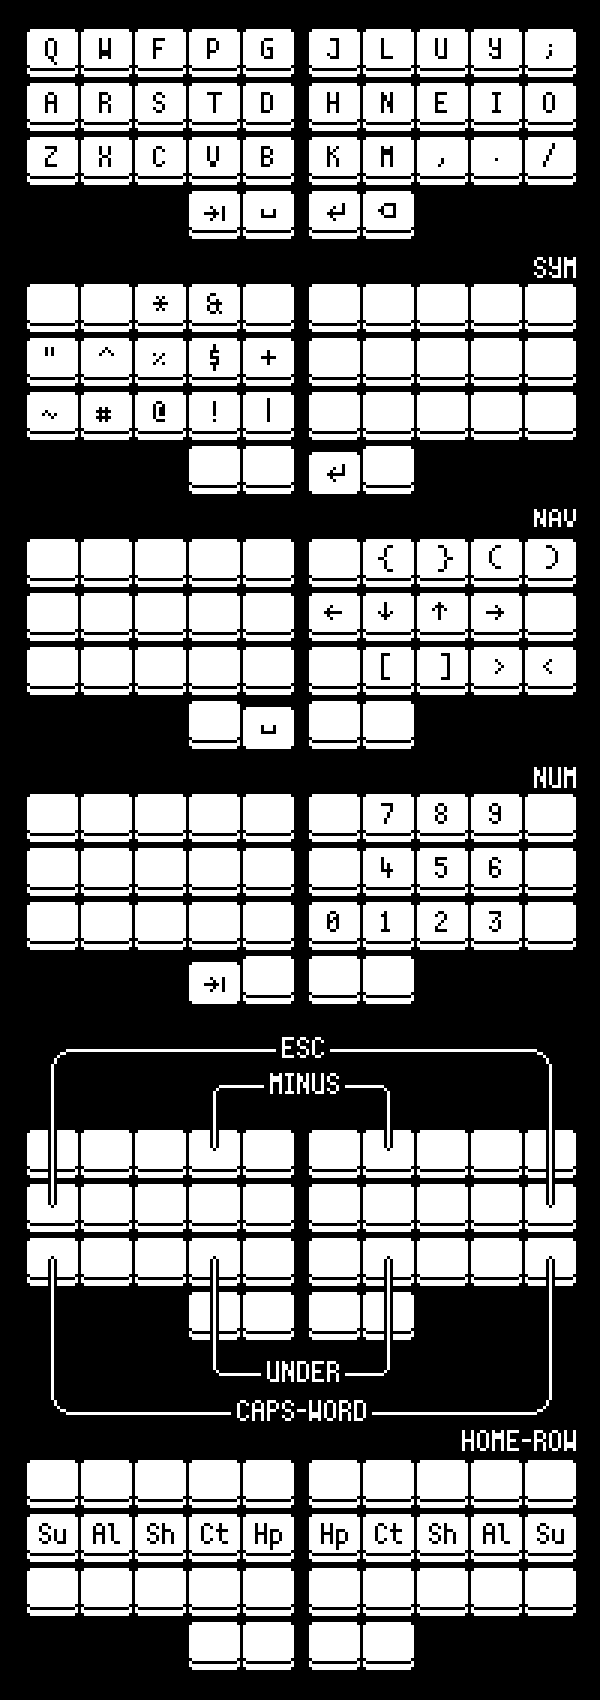 Q W F P G J L U Y ;
A R S T D H N E I O
Z X C V B K M , . /
⇥ ␣ ↵ ⌫
SYM
* &
" ^ % $ +
~ # @ ! |
↵
NAV
{ } ( )
← ↓ ↑ →
[ ] > <
␣
NUM
7 8 9
4 5 6
0 1 2 3
⇥
ESC
MINUS
UNDER
CAPS-WORD
HOME-ROW
Su Al Sh Ct Hp Hp Ct Sh Al Su